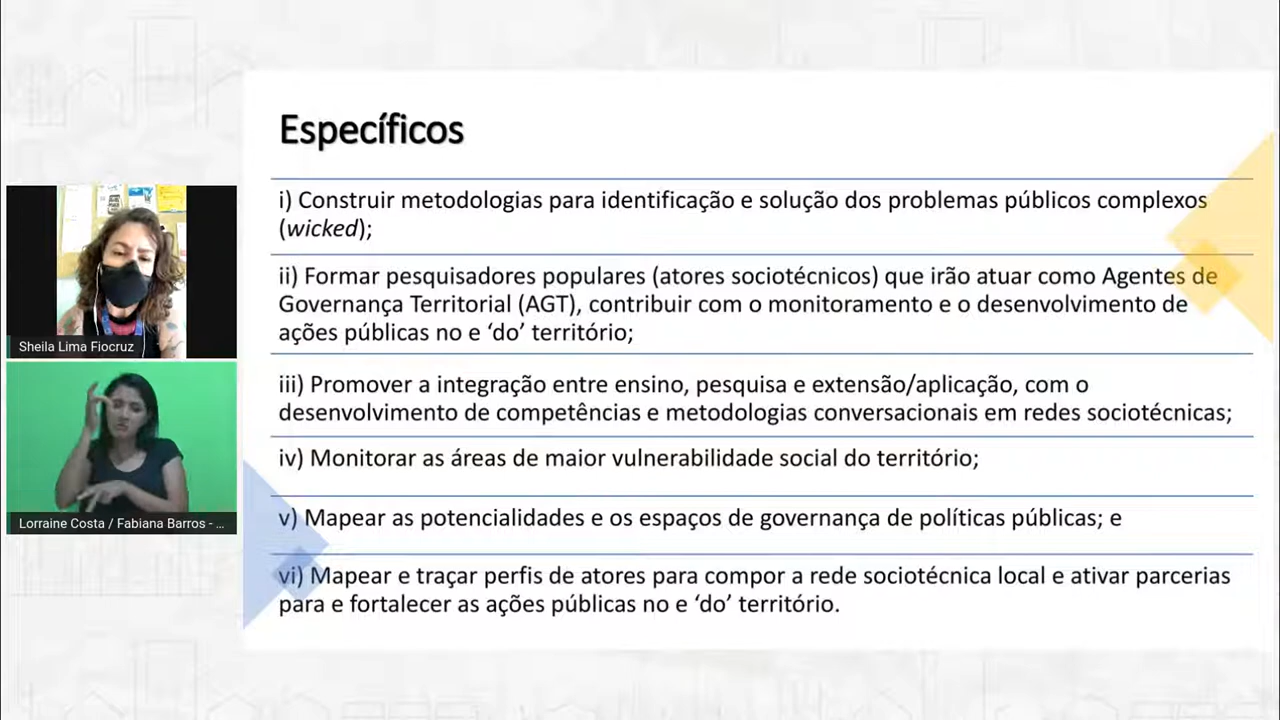 Específicos
i) Construir metodologias para identificação e solução dos problemas públicos complexos
(wicked);
ii) Formar pesquisadores populares (atores sociotécnicos) que irão atuar como Agentes de
Governança Territorial (AGT), contribuir com o monitoramento e o desenvolvimento de
ações públicas no e ‘do’ território;
iii) Promover a integração entre ensino, pesquisa e extensão/aplicação, com o
desenvolvimento de competências e metodologias conversacionais em redes sociotécnicas;
iv) Monitorar as áreas de maior vulnerabilidade social do território;
v) Mapear as potencialidades e os espaços de governança de políticas públicas; e
vi) Mapear e traçar perfis de atores para compor a rede sociotécnica local e ativar parcerias
para e fortalecer as ações públicas no e ‘do’ território.
Sheila Lima Fiocruz
Lorraine Costa / Fabiana Barros - ...